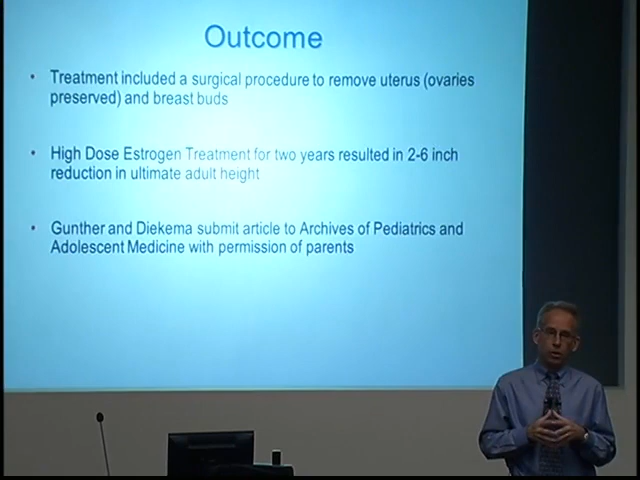 Outcome
• Treatment included a surgical procedure to remove uterus (ovaries
preserved) and breast buds
• High Dose Estrogen Treatment for two years resulted in 2-6 inch
reduction in ultimate adult height
• Gunther and Diekema submit article to Archives of Pediatrics and
Adolescent Medicine with permission of parents